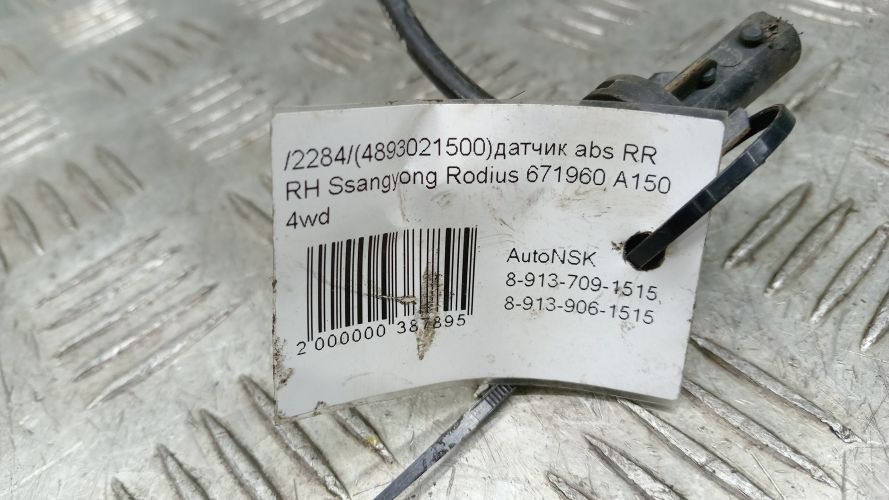 /2284/(4893021500)датчик abs RR
RH Ssangyong Rodius 671960 A150
4wd
AutoNSK
8-913-709-1515
8-913-906-1515
2 000000 387895